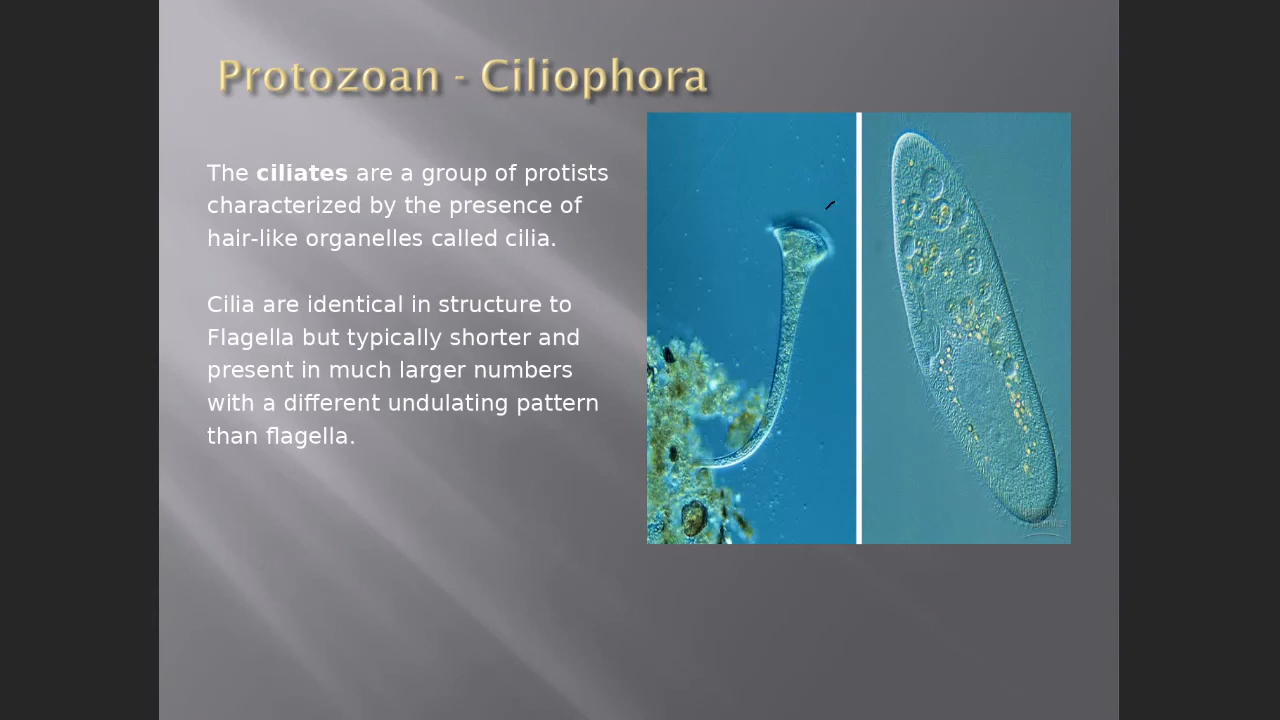 Protozoan - Ciliophora
The ciliates are a group of protists
characterized by the presence of
hair-like organelles called cilia.
Cilia are identical in structure to
Flagella but typically shorter and
present in much larger numbers
with a different undulating pattern
than flagella.